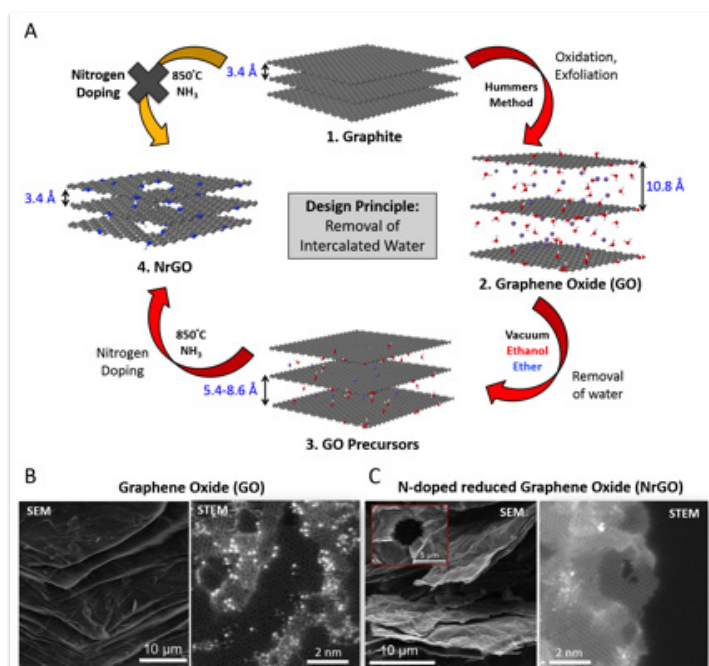 A
Nitrogen
Doping
850°C
NH₃
3.4 Å
1. Graphite
Oxidation,
Exfoliation
Hummers
Method
3.4 Å
4. NrGO
Design Principle:
Removal of
Intercalated Water
10.8 Å
2. Graphene Oxide (GO)
Nitrogen
Doping
850°C
NH₃
5.4-8.6 Å
3. GO Precursors
Vacuum
Ethanol
Ether
Removal
of water
B
Graphene Oxide (GO)
SEM
10 µm
STEM
2 nm
C
N-doped reduced Graphene Oxide (NrGO)
SEM
5 µm
10 µm
STEM
2 nm